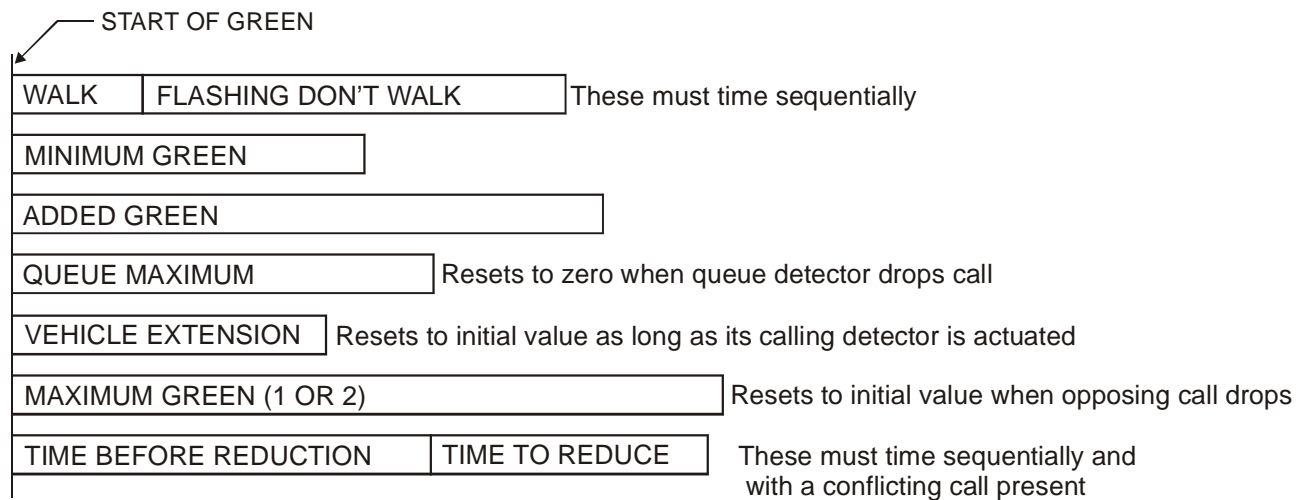 START OF GREEN
WALK FLASHING DON'T WALK These must time sequentially
MINIMUM GREEN
ADDED GREEN
QUEUE MAXIMUM Resets to zero when queue detector drops call
VEHICLE EXTENSION Resets to initial value as long as its calling detector is actuated
MAXIMUM GREEN (1 OR 2) Resets to initial value when opposing call drops
TIME BEFORE REDUCTION TIME TO REDUCE These must time sequentially and
with a conflicting call present